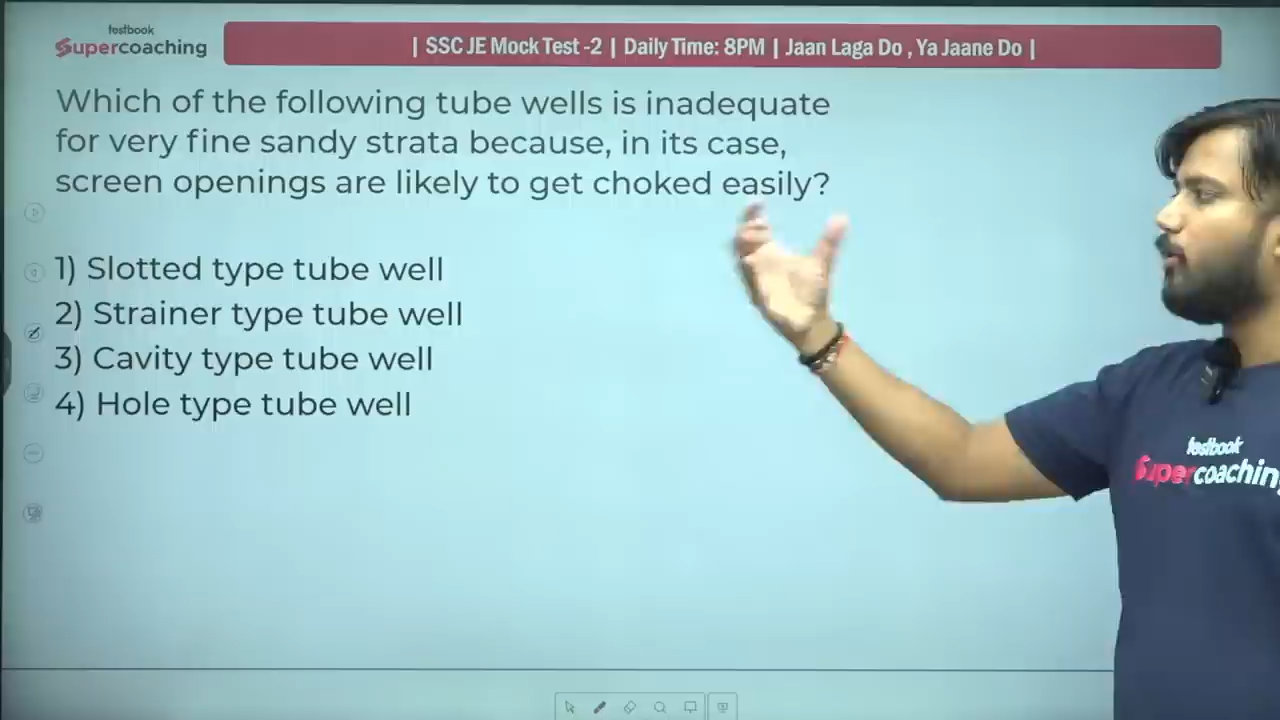 testbook
Supercoaching
| SSC JE Mock Test -2 | Daily Time: 8PM | Jaan Laga Do , Ya Jaane Do |
Which of the following tube wells is inadequate
for very fine sandy strata because, in its case,
screen openings are likely to get choked easily?
1) Slotted type tube well
2) Strainer type tube well
3) Cavity type tube well
4) Hole type tube well
testbook
Supercoachin